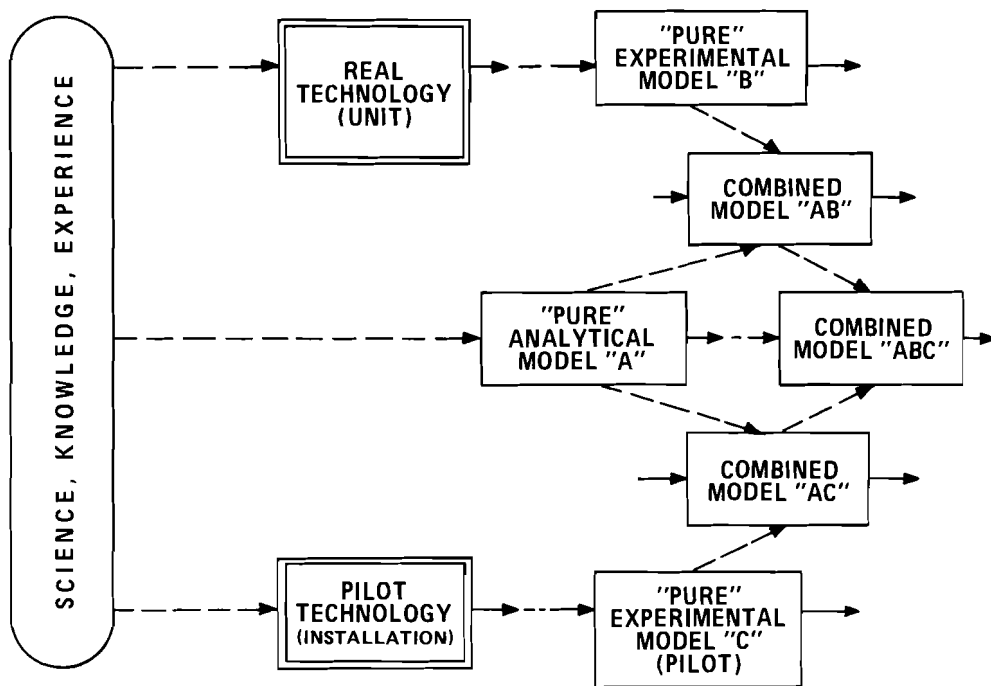 SCIENCE, KNOWLEDGE, EXPERIENCE
REAL
TECHNOLOGY
(UNIT)
"PURE"
EXPERIMENTAL
MODEL "B"
COMBINED
MODEL "AB"
"PURE"
ANALYTICAL
MODEL "A"
COMBINED
MODEL "ABC"
COMBINED
MODEL "AC"
PILOT
TECHNOLOGY
(INSTALLATION)
"PURE"
EXPERIMENTAL
MODEL "C"
(PILOT)